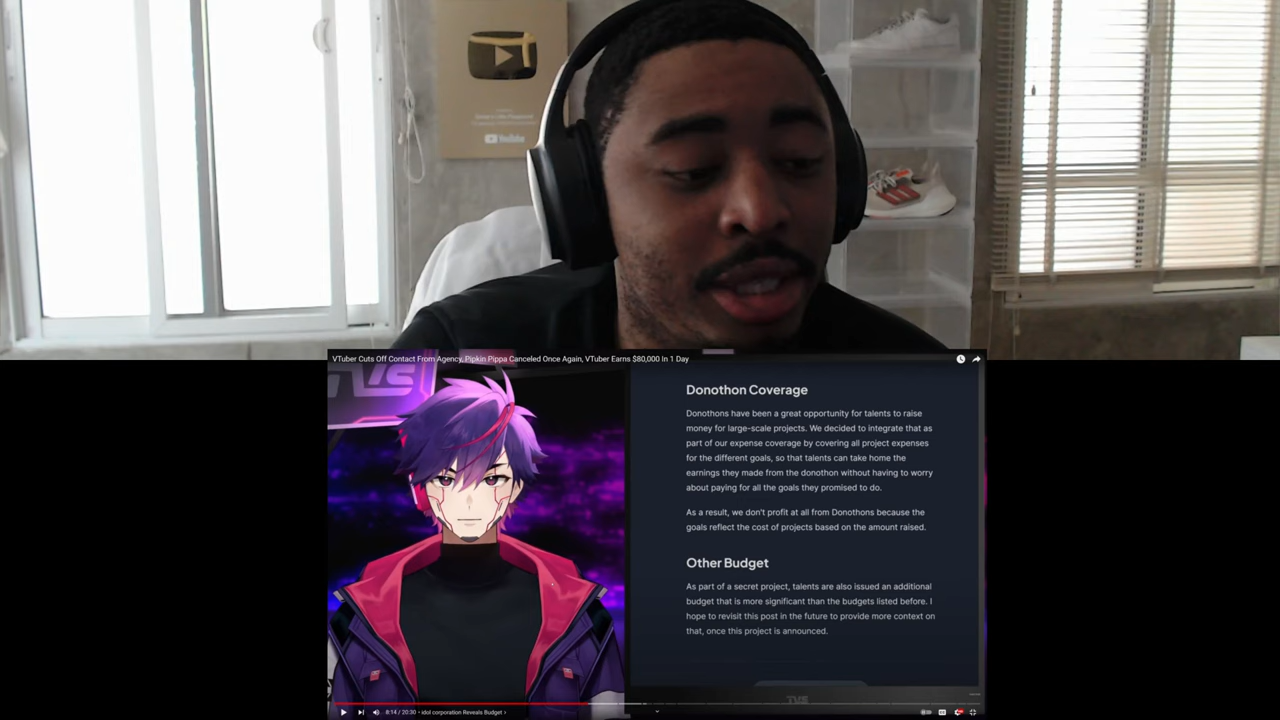 YouTube
VTuber Cuts Off Contact From Agency, Pipkin Pippa Canceled Once Again, VTuber Earns $80,000 In 1 Day
TVS
Donothon Coverage
Donothons have been a great opportunity for talents to raise
money for large-scale projects. We decided to integrate that as
part of our expense coverage by covering all project expenses
for the different goals, so that talents can take home the
earnings they made from the donothon without having to worry
about paying for all the goals they promised to do.
As a result, we don't profit at all from Donothons because the
goals reflect the cost of projects based on the amount raised.
Other Budget
As part of a secret project, talents are also issued an additional
budget that is more significant than the budgets listed before. I
hope to revisit this post in the future to provide more context on
that, once this project is announced.
TVS
8:14 / 20:30 • idol corporation Reveals Budget ›